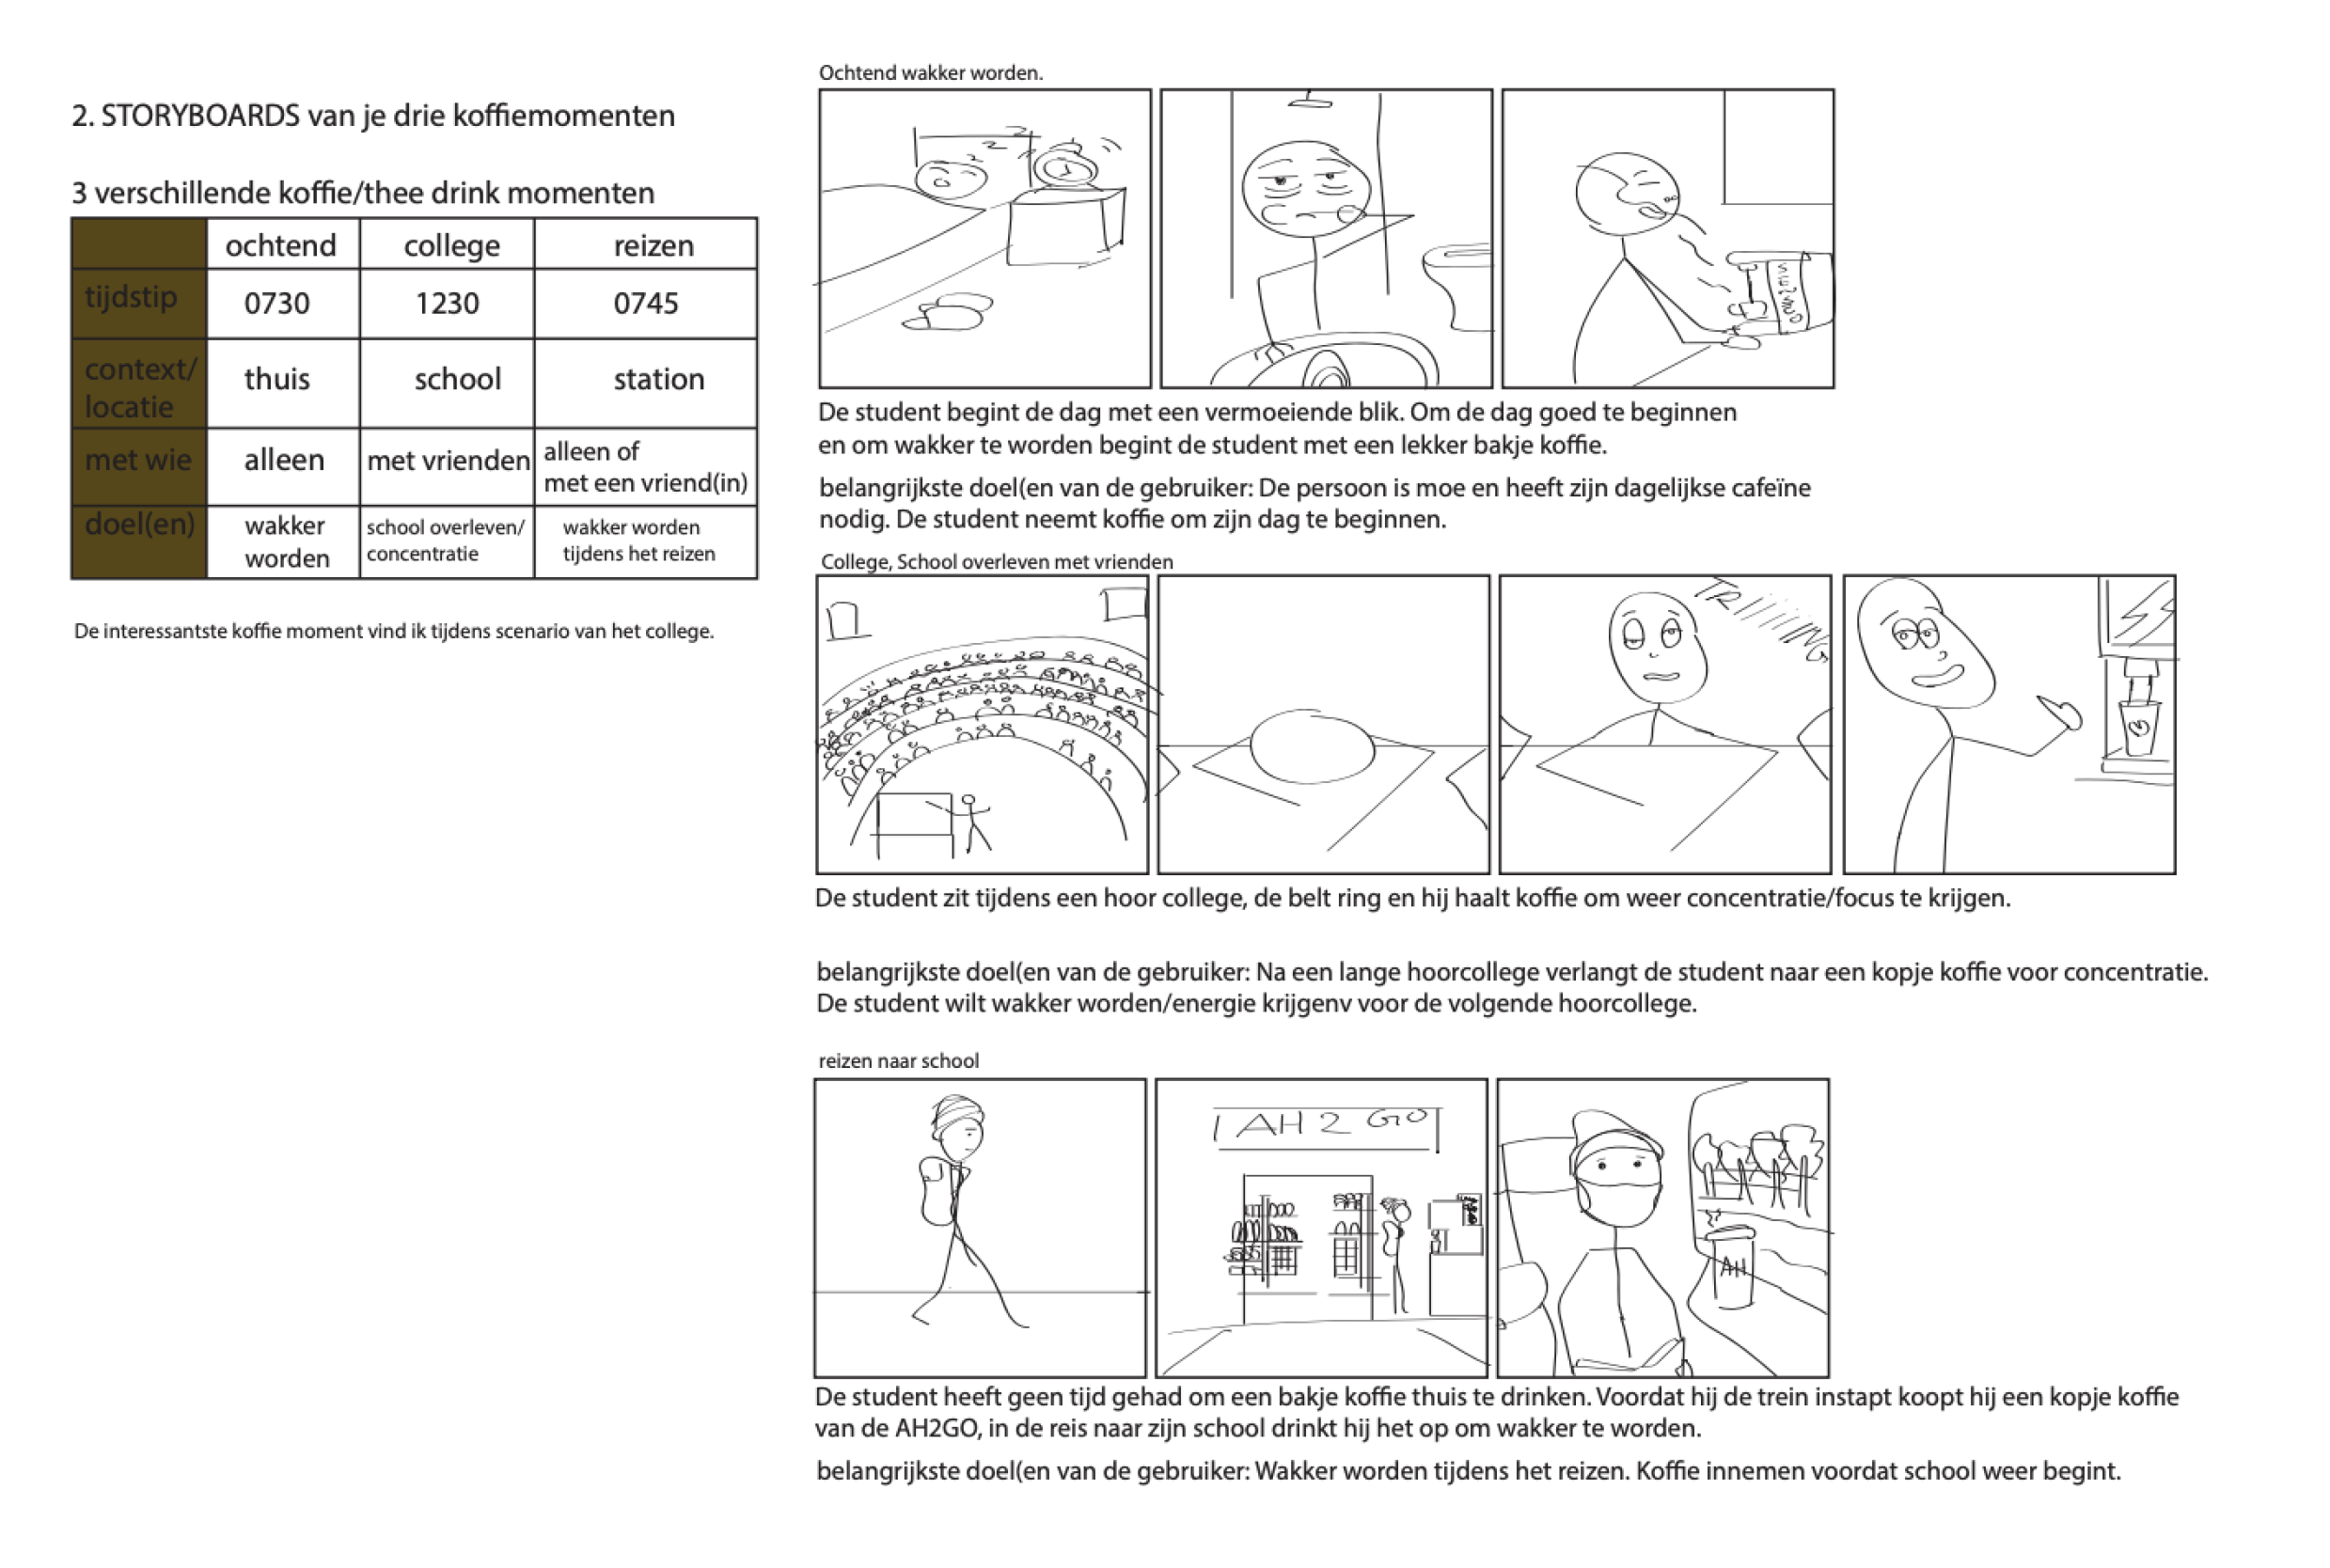 2. STORYBOARDS van je drie koffiemomenten
3 verschillende koffie/thee drink momenten
ochtend college reizen
tijdstip 0730 1230 0745
context/
locatie thuis school station
met wie alleen met vrienden alleen of
met een vriend(in)
doel(en) wakker school overleven/ wakker worden
worden concentratie tijdens het reizen
De interessantste koffie moment vind ik tijdens scenario van het college.
Ochtend wakker worden.
De student begint de dag met een vermoeiende blik. Om de dag goed te beginnen
en om wakker te worden begint de student met een lekker bakje koffie.
belangrijkste doel(en van de gebruiker: De persoon is moe en heeft zijn dagelijkse cafeïne
nodig. De student neemt koffie om zijn dag te beginnen.
College, School overleven met vrienden
TRIIIIING
De student zit tijdens een hoor college, de belt ring en hij haalt koffie om weer concentratie/focus te krijgen.
belangrijkste doel(en van de gebruiker: Na een lange hoorcollege verlangt de student naar een kopje koffie voor concentratie.
De student wilt wakker worden/energie krijgenv voor de volgende hoorcollege.
reizen naar school
AH 2 GO
AH
De student heeft geen tijd gehad om een bakje koffie thuis te drinken. Voordat hij de trein instapt koopt hij een kopje koffie
van de AH2GO, in de reis naar zijn school drinkt hij het op om wakker te worden.
belangrijkste doel(en van de gebruiker: Wakker worden tijdens het reizen. Koffie innemen voordat school weer begint.